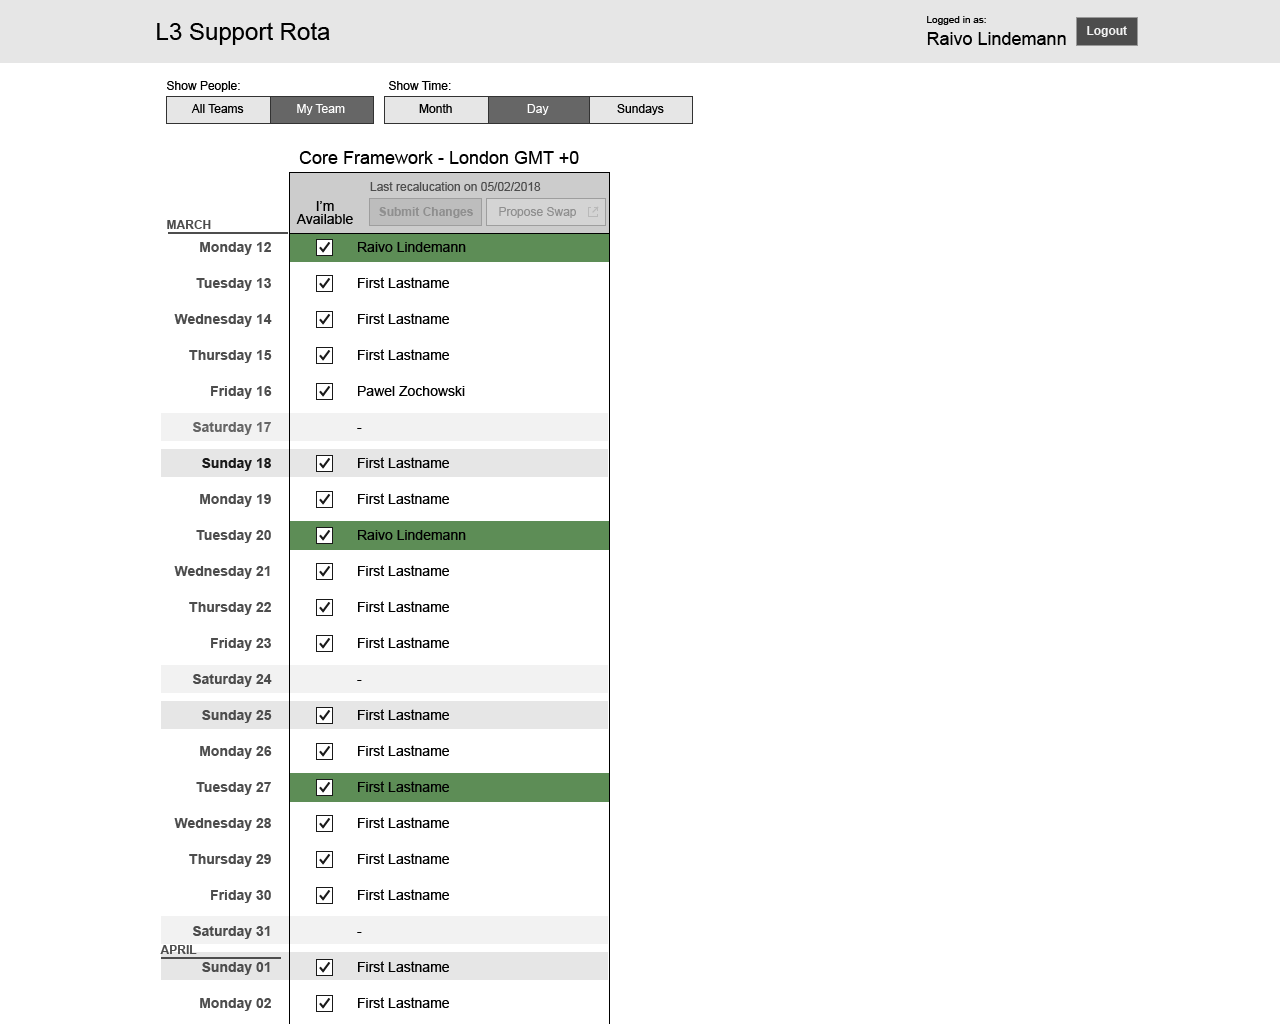 L3 Support Rota
Logged in as:
Raivo Lindemann
Logout
Show People:
Show Time:
All Teams
My Team
Month
Day
Sundays
Core Framework - London GMT +0
Last recalucation on 05/02/2018
I'm
Available
Submit Changes
Propose Swap
MARCH
Monday 12 Raivo Lindemann
Tuesday 13 First Lastname
Wednesday 14 First Lastname
Thursday 15 First Lastname
Friday 16 Pawel Zochowski
Saturday 17 -
Sunday 18 First Lastname
Monday 19 First Lastname
Tuesday 20 Raivo Lindemann
Wednesday 21 First Lastname
Thursday 22 First Lastname
Friday 23 First Lastname
Saturday 24 -
Sunday 25 First Lastname
Monday 26 First Lastname
Tuesday 27 First Lastname
Wednesday 28 First Lastname
Thursday 29 First Lastname
Friday 30 First Lastname
Saturday 31 -
APRIL
Sunday 01 First Lastname
Monday 02 First Lastname